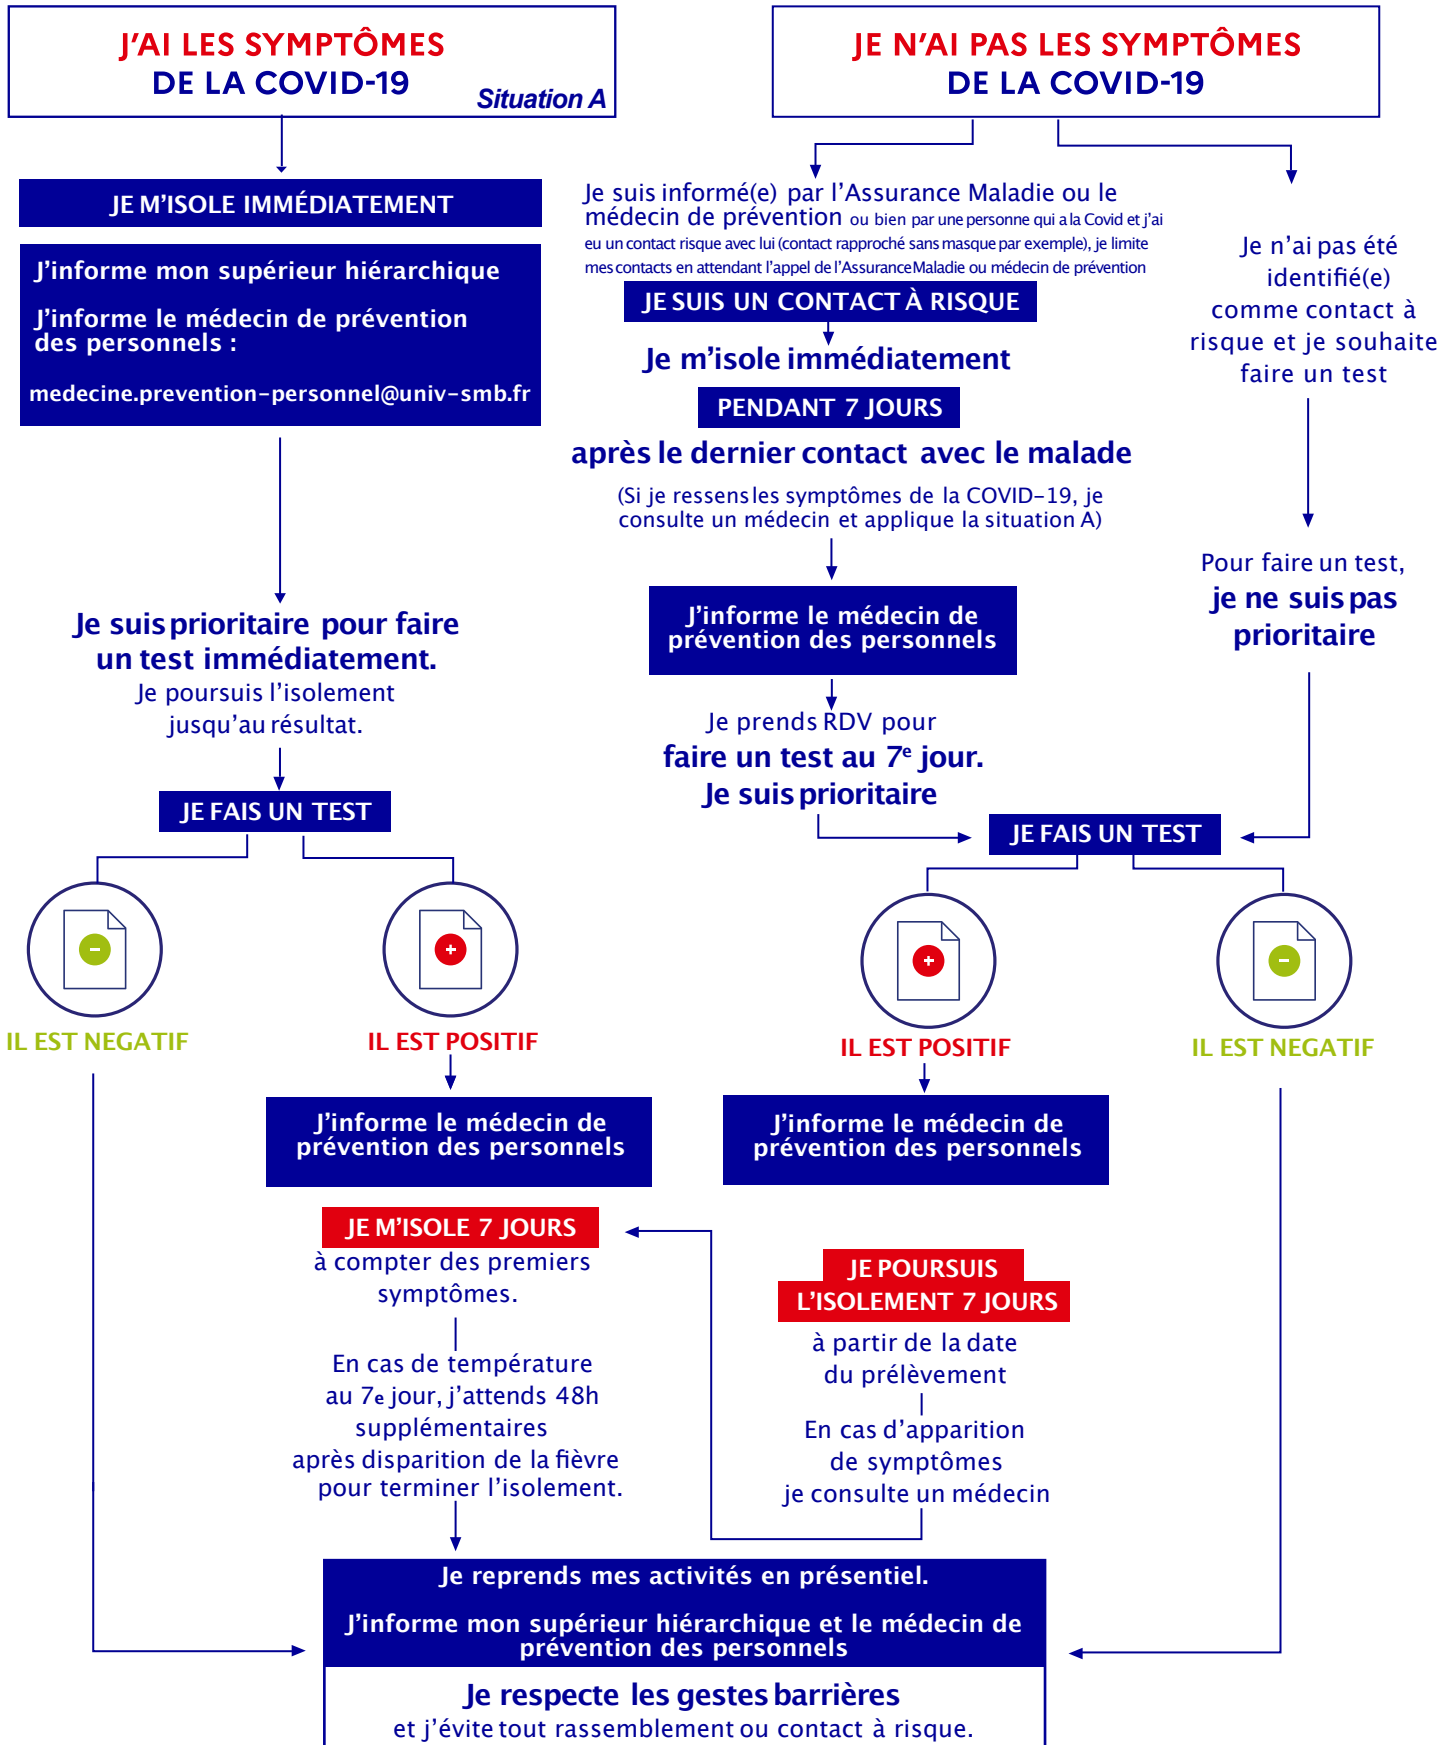 J'AI LES SYMPTÔMES
DE LA COVID-19
Situation A
JE M'ISOLE IMMÉDIATEMENT
J'informe mon supérieur hiérarchique
J'informe le médecin de prévention
des personnels :
medecine.prevention-personnel@univ-smb.fr
Je suis prioritaire pour faire
un test immédiatement.
Je poursuis l'isolement
jusqu'au résultat.
JE FAIS UN TEST
-
+
IL EST NEGATIF
IL EST POSITIF
J'informe le médecin de
prévention des personnels
JE M'ISOLE 7 JOURS
à compter des premiers
symptômes.
En cas de température
au 7e jour, j'attends 48h
supplémentaires
après disparition de la fièvre
pour terminer l'isolement.
JE N'AI PAS LES SYMPTÔMES
DE LA COVID-19
Je suis informé(e) par l'Assurance Maladie ou le
médecin de prévention ou bien par une personne qui a la Covid et j'ai
eu un contact risque avec lui (contact rapproché sans masque par exemple), je limite
mes contacts en attendant l'appel de l'Assurance Maladie ou médecin de prévention
JE SUIS UN CONTACT À RISQUE
Je m'isole immédiatement
PENDANT 7 JOURS
après le dernier contact avec le malade
(Si je ressens les symptômes de la COVID-19, je
consulte un médecin et applique la situation A)
J'informe le médecin de
prévention des personnels
Je prends RDV pour
faire un test au 7e jour.
Je suis prioritaire
Je n'ai pas été
identifié(e)
comme contact à
risque et je souhaite
faire un test
Pour faire un test,
je ne suis pas
prioritaire
JE FAIS UN TEST
+
-
IL EST POSITIF
IL EST NEGATIF
J'informe le médecin de
prévention des personnels
JE POURSUIS
L'ISOLEMENT 7 JOURS
à partir de la date
du prélèvement
En cas d'apparition
de symptômes
je consulte un médecin
Je reprends mes activités en présentiel.
J'informe mon supérieur hiérarchique et le médecin de
prévention des personnels
Je respecte les gestes barrières
et j'évite tout rassemblement ou contact à risque.